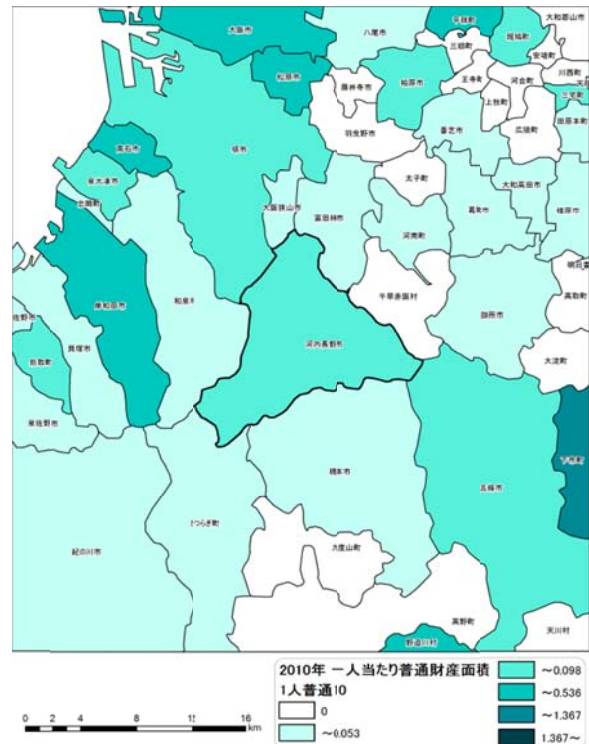 大阪市
八尾市
平群町
斑鳩町
大和郡山市
三郷町
安堵町
松原市
藤井寺市
柏原市
王寺町
河合町
川西町
三宅町
上牧町
田原本町
羽曳野市
香芝市
広陵町
高石市
堺市
泉大津市
太子町
大和高田市
忠岡町
大阪狭山市
富田林市
葛城市
橿原市
河南町
岸和田市
和泉市
千早赤阪村
御所市
高取町
佐野市
貝塚市
河内長野市
熊取町
大淀町
泉佐野市
下市町
橋本市
五條市
かつらぎ町
紀の川市
九度山町
高野町
天川村
野迫川村
2010年 一人当たり普通財産面積
1人普通10
0
～0.053
～0.098
～0.536
～1.367
1.367～
0 2 4 8 12 16
km